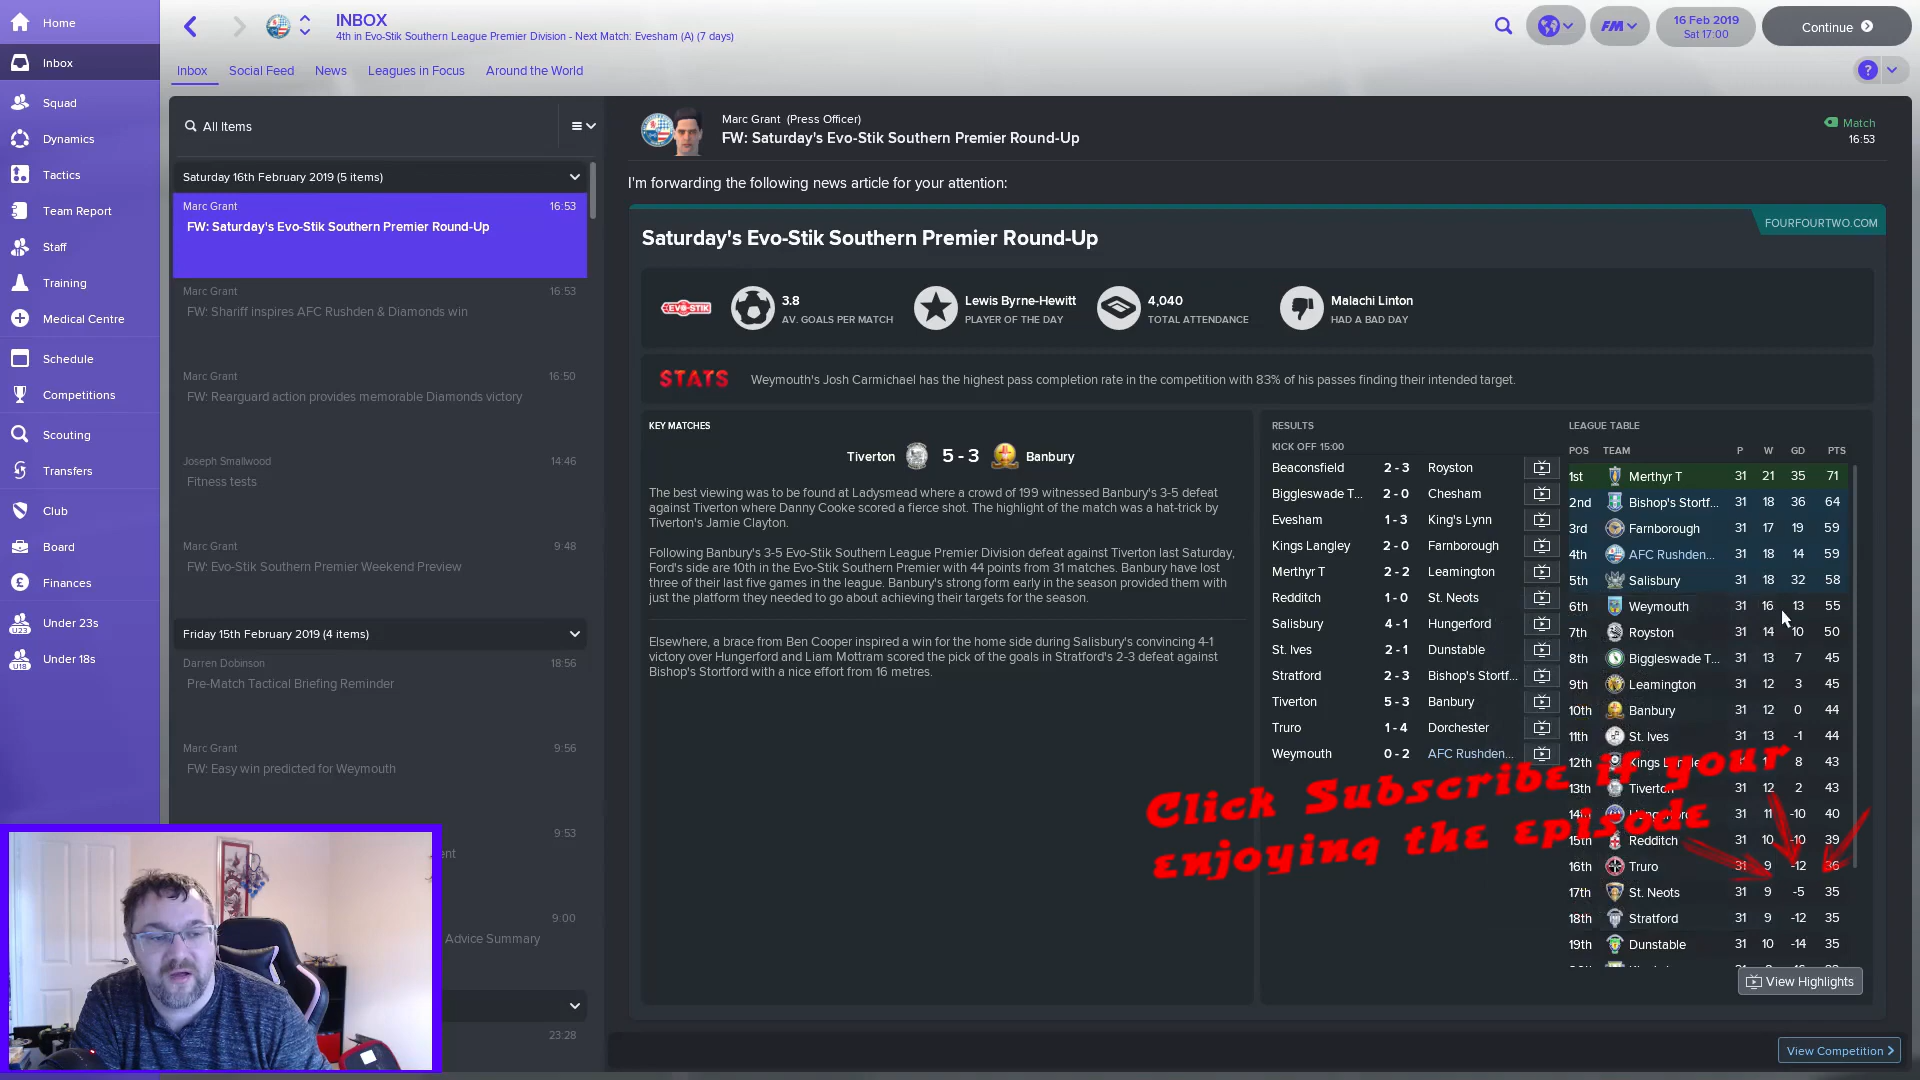 Home
INBOX
4th in Evo-Stik Southern League Premier Division - Next Match: Evesham (A) (7 days)
FM
16 Feb 2019
Sat 17:00
Continue
Inbox
Inbox
Social Feed
News
Leagues in Focus
Around the World
?
Squad
Dynamics
Tactics
Team Report
Staff
Training
Medical Centre
Schedule
Competitions
Scouting
Transfers
Club
Board
Finances
Under 23s
U23
Under 18s
U18
All Items
Saturday 16th February 2019 (5 items)
Marc Grant 16:53
FW: Saturday's Evo-Stik Southern Premier Round-Up
Marc Grant 16:53
FW: Shariff inspires AFC Rushden & Diamonds win
Marc Grant 16:50
FW: Rearguard action provides memorable Diamonds victory
Joseph Smallwood 14:46
Fitness tests
Marc Grant 9:48
FW: Evo-Stik Southern Premier Weekend Preview
Friday 15th February 2019 (4 items)
Darren Dobinson 18:56
Pre-Match Tactical Briefing Reminder
Marc Grant 9:56
FW: Easy win predicted for Weymouth
9:53
ent
9:00
Advice Summary
23:28
Marc Grant (Press Officer)
FW: Saturday's Evo-Stik Southern Premier Round-Up
Match
16:53
I'm forwarding the following news article for your attention:
FOURFOURTWO.COM
Saturday's Evo-Stik Southern Premier Round-Up
EVO-STIK
3.8
AV. GOALS PER MATCH
Lewis Byrne-Hewitt
PLAYER OF THE DAY
4,040
TOTAL ATTENDANCE
Malachi Linton
HAD A BAD DAY
STATS
Weymouth's Josh Carmichael has the highest pass completion rate in the competition with 83% of his passes finding their intended target.
KEY MATCHES
Tiverton 5 - 3 Banbury
The best viewing was to be found at Ladysmead where a crowd of 199 witnessed Banbury's 3-5 defeat
against Tiverton where Danny Cooke scored a fierce shot. The highlight of the match was a hat-trick by
Tiverton's Jamie Clayton.
Following Banbury's 3-5 Evo-Stik Southern League Premier Division defeat against Tiverton last Saturday,
Ford's side are 10th in the Evo-Stik Southern Premier with 44 points from 31 matches. Banbury have lost
three of their last five games in the league. Banbury's strong form early in the season provided them with
just the platform they needed to go about achieving their targets for the season.
Elsewhere, a brace from Ben Cooper inspired a win for the home side during Salisbury's convincing 4-1
victory over Hungerford and Liam Mottram scored the pick of the goals in Stratford's 2-3 defeat against
Bishop's Stortford with a nice effort from 16 metres.
RESULTS
KICK OFF 15:00
Beaconsfield 2 - 3 Royston
Biggleswade T... 2 - 0 Chesham
Evesham 1 - 3 King's Lynn
Kings Langley 2 - 0 Farnborough
Merthyr T 2 - 2 Leamington
Redditch 1 - 0 St. Neots
Salisbury 4 - 1 Hungerford
St. Ives 2 - 1 Dunstable
Stratford 2 - 3 Bishop's Stortf...
Tiverton 5 - 3 Banbury
Truro 1 - 4 Dorchester
Weymouth 0 - 2 AFC Rushden...
LEAGUE TABLE
POS TEAM P W GD PTS
1st Merthyr T 31 21 35 71
2nd Bishop's Stortf... 31 18 36 64
3rd Farnborough 31 17 19 59
4th AFC Rushden... 31 18 14 59
5th Salisbury 31 18 32 58
6th Weymouth 31 16 13 55
7th Royston 31 14 10 50
8th Biggleswade T... 31 13 7 45
9th Leamington 31 12 3 45
10th Banbury 31 12 0 44
11th St. Ives 31 13 -1 44
12th Kings Langley 8 43
13th Tiverton 31 12 2 43
14th Hungerford 31 11 -10 40
15th Redditch 31 10 -10 39
16th Truro 31 9 -12 36
17th St. Neots 31 9 -5 35
18th Stratford 31 9 -12 35
19th Dunstable 31 10 -14 35
Click Subscribe if your
enjoying the episode
View Highlights
View Competition